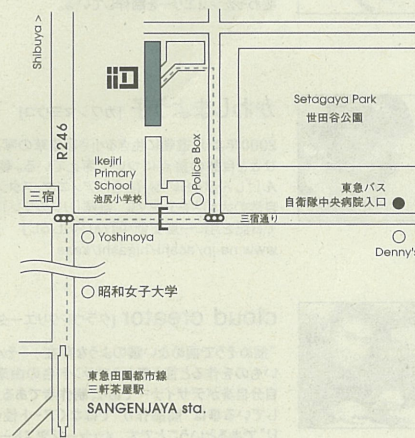 Shibuya >
R246
IID
Ikejiri
Primary
School
池尻小学校
Police Box
Setagaya Park
世田谷公園
東急バス
自衛隊中央病院入口
三宿
三宿通り
Yoshinoya
Denny's
昭和女子大学
東急田園都市線
三軒茶屋駅
SANGENJAYA sta.
cloud creator